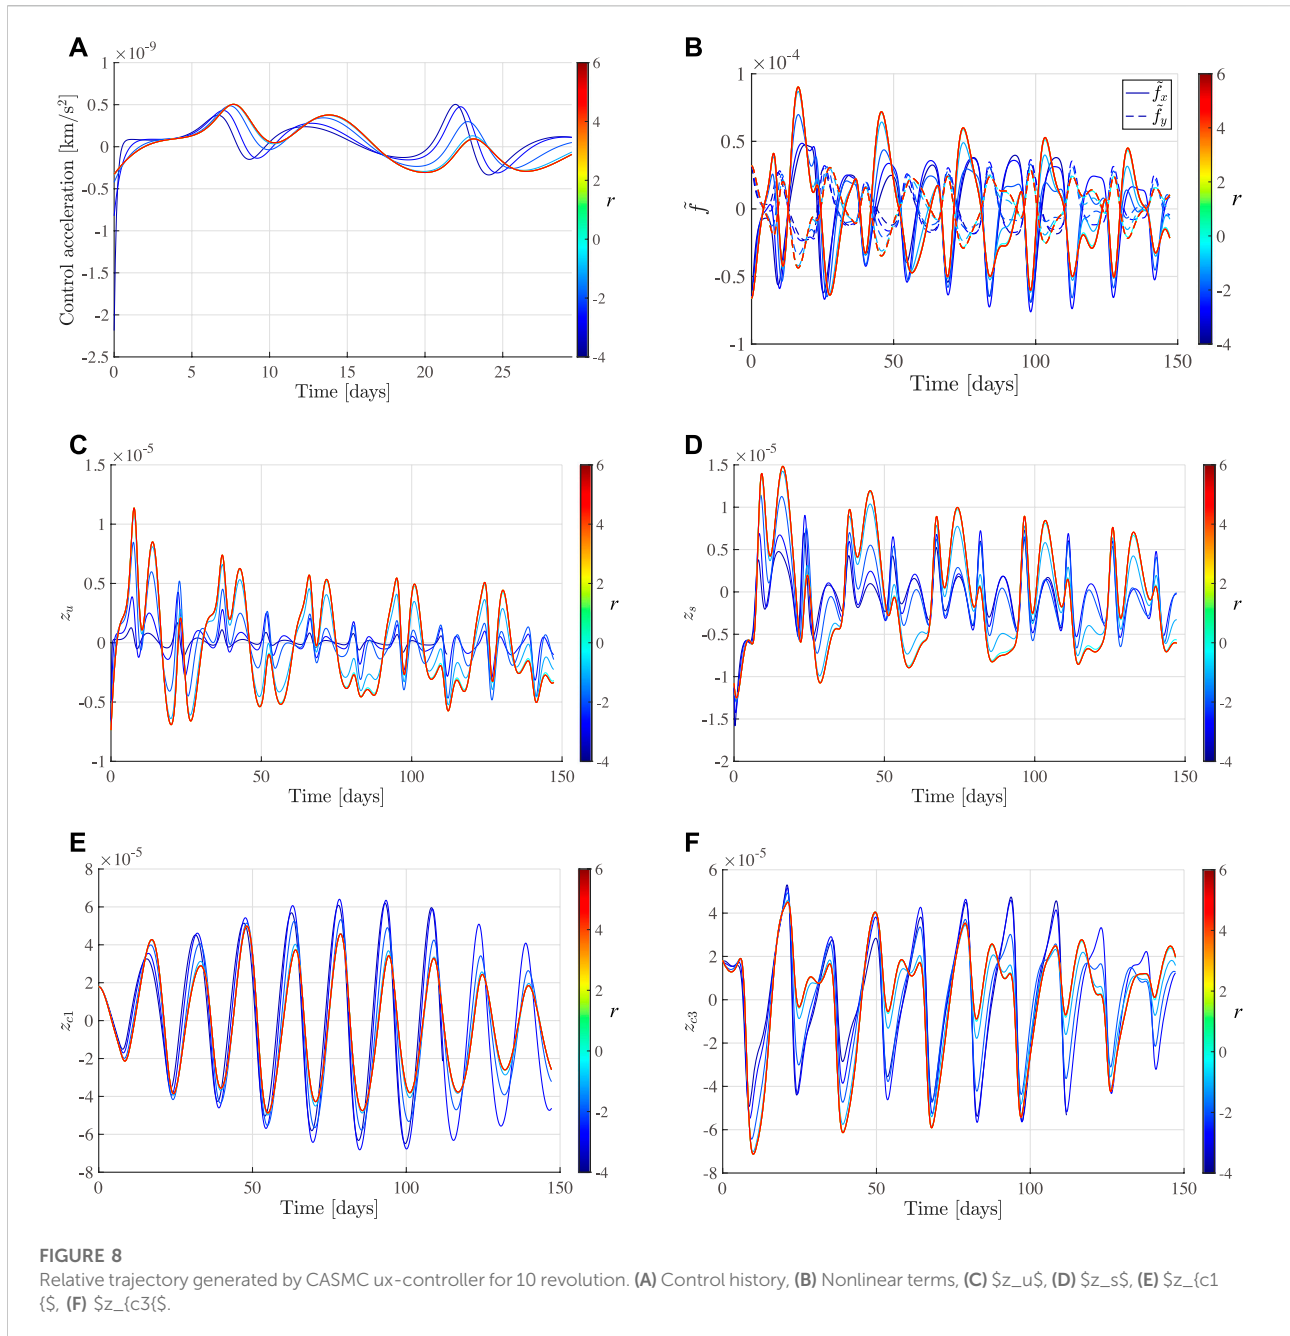 A
×10-9
1
0.5
0
-0.5
-1
-1.5
-2
-2.5
Control acceleration [km/s2]
0 5 10 15 20 25
Time [days]
6
4
2
0
-2
-4
r
B
×10-4
1
0.5
0
-0.5
-1
f̃
f̃x
f̃y
0 50 100 150
Time [days]
6
4
2
0
-2
-4
r
C
×10-5
1.5
1
0.5
0
-0.5
-1
zu
0 50 100 150
Time [days]
6
4
2
0
-2
-4
r
D
×10-5
1.5
1
0.5
0
-0.5
-1
-1.5
-2
zs
0 50 100 150
Time [days]
6
4
2
0
-2
-4
r
E
×10-5
8
6
4
2
0
-2
-4
-6
-8
zc1
0 50 100 150
Time [days]
6
4
2
0
-2
-4
r
F
×10-5
6
4
2
0
-2
-4
-6
-8
zc3
0 50 100 150
Time [days]
6
4
2
0
-2
-4
r
FIGURE 8
Relative trajectory generated by CASMC ux-controller for 10 revolution. (A) Control history, (B) Nonlinear terms, (C) $z_u$, (D) $z_s$, (E) $z_{c1
{$, (F) $z_{c3{$.